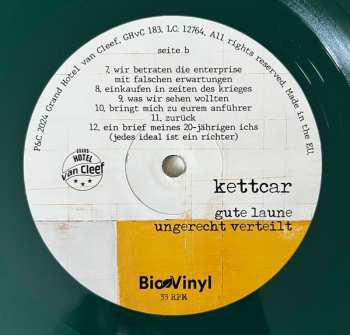 P&C 2024 Grand Hotel van Cleef, GHvC 183, LC: 12764, All rights reserved. Made in the EU.
seite b
7. wir betraten die enterprise
mit falschen erwartungen
8. einkaufen in zeiten des krieges
9. was wir sehen wollten
10. bringt mich zu eurem anführer
11. zurück
12. ein brief meines 20-jährigen ichs
(jedes ideal ist ein richter)
GRAND
HOTEL
van Cleef
kettcar
gute laune
ungerecht verteilt
BioVinyl
33 RPM